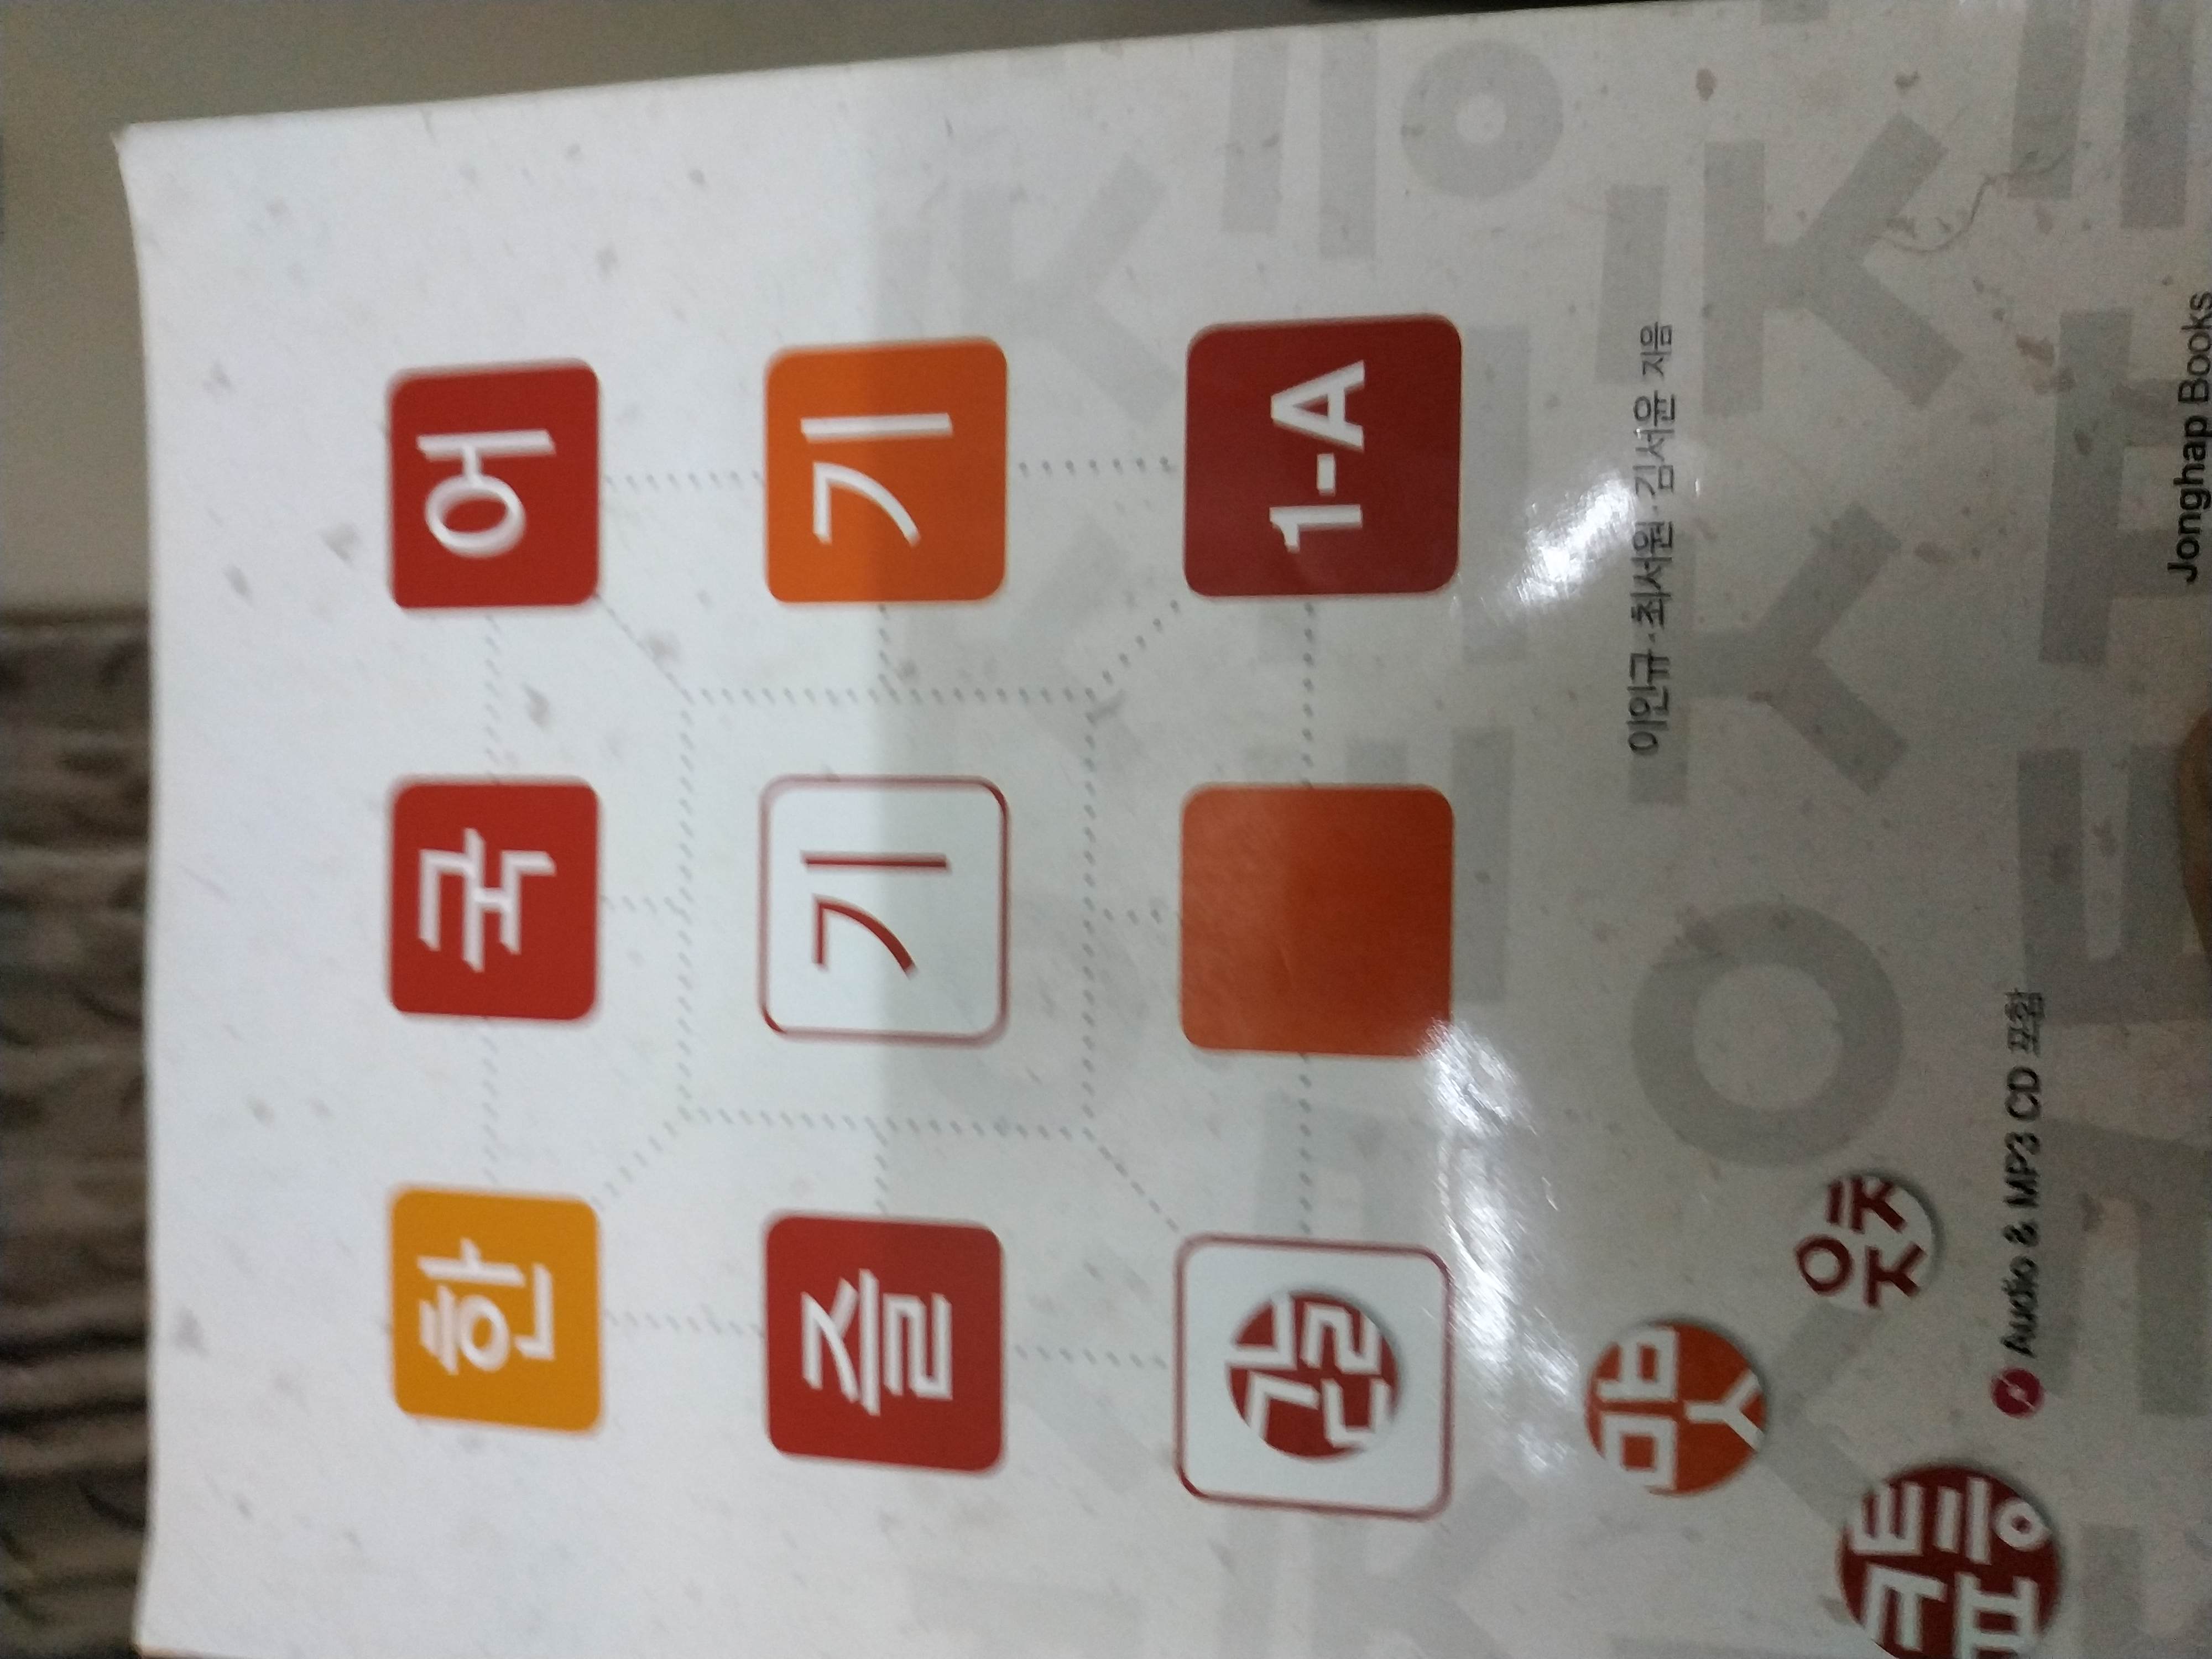 한 국 어
즐 기 기
1-A
이인규·최서원·김서윤 지음
Audio & MP3 CD 포함
Jonghap Books